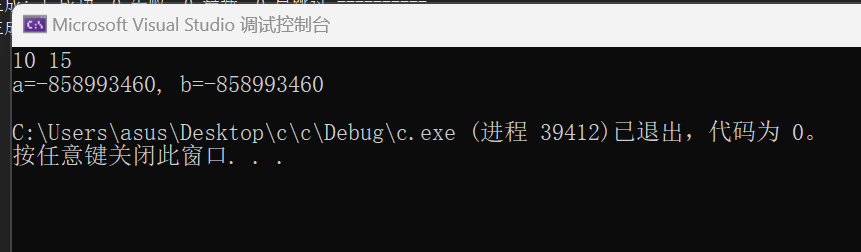 Microsoft Visual Studio 调试控制台
10 15
a=-858993460, b=-858993460
C:\Users\asus\Desktop\c\c\Debug\c.exe (进程 39412)已退出，代码为 0。
按任意键关闭此窗口. . .